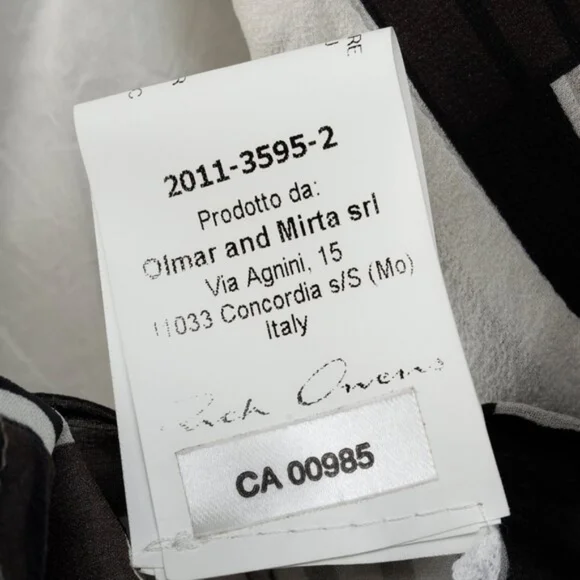 2011-3595-2
Prodotto da:
Olmar and Mirta srl
Via Agnini, 15
41033 Concordia s/S (Mo)
Italy
Rick Owens
CA 00985